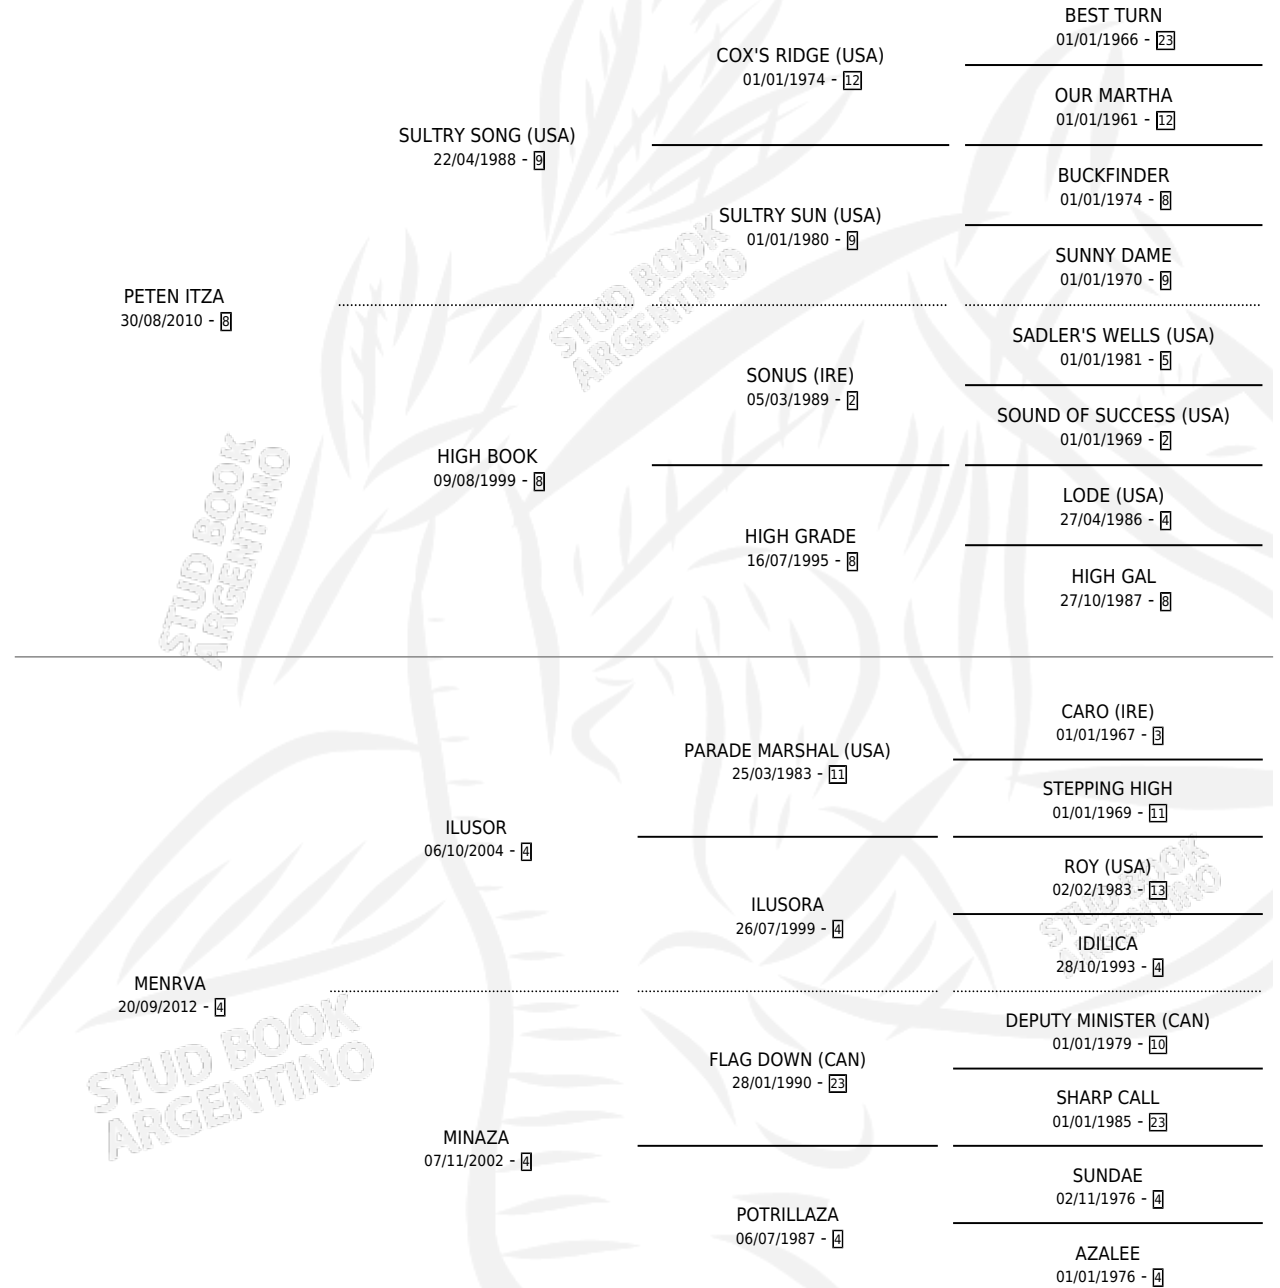 BEST TURN
01/01/1966 - 23
COX'S RIDGE (USA)
01/01/1974 - 12
OUR MARTHA
01/01/1961 - 12
SULTRY SONG (USA)
22/04/1988 - 9
BUCKFINDER
01/01/1974 - 8
SULTRY SUN (USA)
01/01/1980 - 9
SUNNY DAME
01/01/1970 - 9
PETEN ITZA
30/08/2010 - 8
SADLER'S WELLS (USA)
01/01/1981 - 5
SONUS (IRE)
05/03/1989 - 2
SOUND OF SUCCESS (USA)
01/01/1969 - 2
HIGH BOOK
09/08/1999 - 8
LODE (USA)
27/04/1986 - 4
HIGH GRADE
16/07/1995 - 8
HIGH GAL
27/10/1987 - 8
CARO (IRE)
01/01/1967 - 3
PARADE MARSHAL (USA)
25/03/1983 - 11
STEPPING HIGH
01/01/1969 - 11
ILUSOR
06/10/2004 - 4
ROY (USA)
02/02/1983 - 13
ILUSORA
26/07/1999 - 4
IDILICA
28/10/1993 - 4
MENRVA
20/09/2012 - 4
DEPUTY MINISTER (CAN)
01/01/1979 - 10
FLAG DOWN (CAN)
28/01/1990 - 23
SHARP CALL
01/01/1985 - 23
MINAZA
07/11/2002 - 4
SUNDAE
02/11/1976 - 4
POTRILLAZA
06/07/1987 - 4
AZALEE
01/01/1976 - 4
STUD BOOK
ARGENTINO
STUD BOOK
ARGENTINO
STUD BOOK
ARGENTINO
STUD BOOK
ARGENTINO